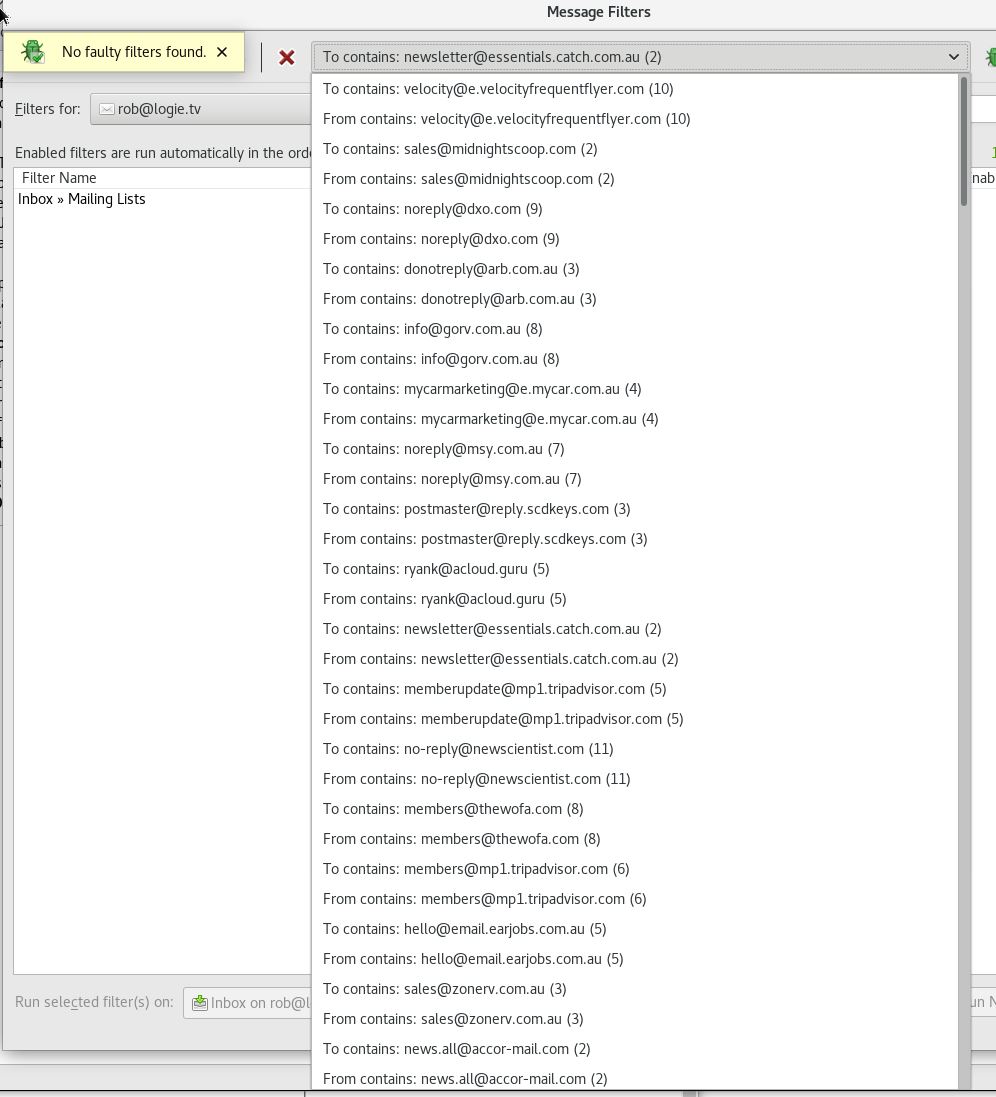 Message Filters
No faulty filters found.
To contains: newsletter@essentials.catch.com.au (2)
Filters for:
rob@logie.tv
Enabled filters are run automatically in the orde
Filter Name
nab
Inbox » Mailing Lists
To contains: velocity@e.velocityfrequentflyer.com (10)
From contains: velocity@e.velocityfrequentflyer.com (10)
To contains: sales@midnightscoop.com (2)
From contains: sales@midnightscoop.com (2)
To contains: noreply@dxo.com (9)
From contains: noreply@dxo.com (9)
To contains: donotreply@arb.com.au (3)
From contains: donotreply@arb.com.au (3)
To contains: info@gorv.com.au (8)
From contains: info@gorv.com.au (8)
To contains: mycarmarketing@e.mycar.com.au (4)
From contains: mycarmarketing@e.mycar.com.au (4)
To contains: noreply@msy.com.au (7)
From contains: noreply@msy.com.au (7)
To contains: postmaster@reply.scdkeys.com (3)
From contains: postmaster@reply.scdkeys.com (3)
To contains: ryank@acloud.guru (5)
From contains: ryank@acloud.guru (5)
To contains: newsletter@essentials.catch.com.au (2)
From contains: newsletter@essentials.catch.com.au (2)
To contains: memberupdate@mp1.tripadvisor.com (5)
From contains: memberupdate@mp1.tripadvisor.com (5)
To contains: no-reply@newscientist.com (11)
From contains: no-reply@newscientist.com (11)
To contains: members@thewofa.com (8)
From contains: members@thewofa.com (8)
To contains: members@mp1.tripadvisor.com (6)
From contains: members@mp1.tripadvisor.com (6)
To contains: hello@email.earjobs.com.au (5)
From contains: hello@email.earjobs.com.au (5)
To contains: sales@zonerv.com.au (3)
From contains: sales@zonerv.com.au (3)
To contains: news.all@accor-mail.com (2)
From contains: news.all@accor-mail.com (2)
Run selected filter(s) on:
Inbox on rob@l
un N